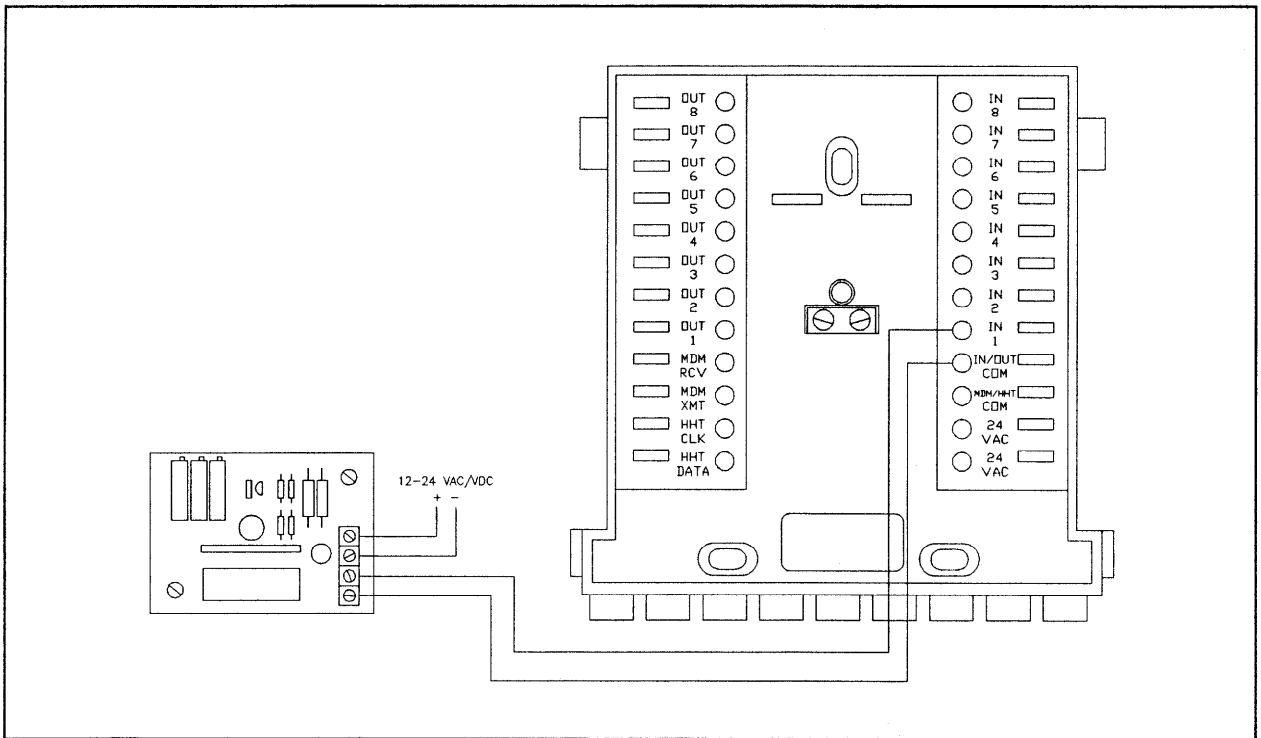 OUT
8
OUT
7
OUT
6
OUT
5
OUT
4
OUT
3
OUT
2
OUT
1
MDM
RCV
MDM
XMT
HHT
CLK
HHT
DATA
IN
8
IN
7
IN
6
IN
5
IN
4
IN
3
IN
2
IN
1
IN/OUT
COM
MDM/HHT
COM
24
VAC
24
VAC
12-24 VAC/VDC
+ -